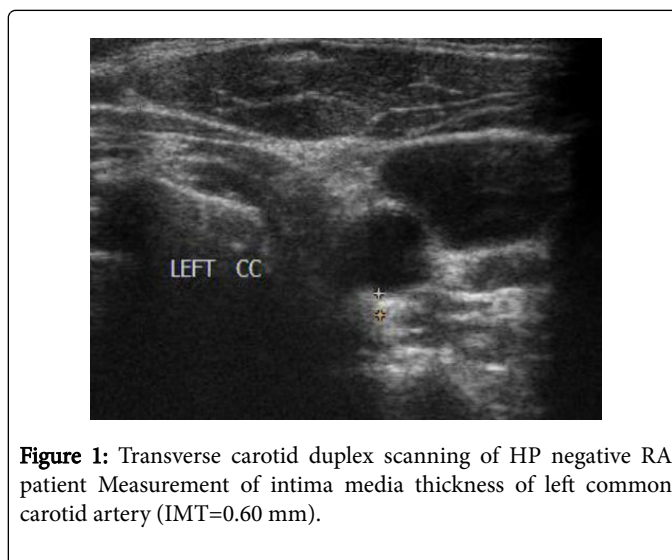 LEFT CC
Figure 1: Transverse carotid duplex scanning of HP negative RA
patient Measurement of intima media thickness of left common
carotid artery (IMT=0.60 mm).